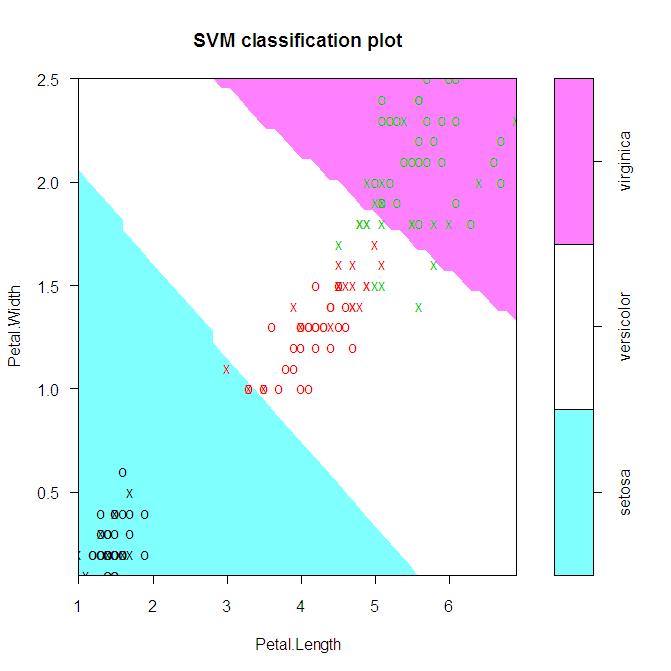 SVM classification plot
2.5
2.0
1.5
1.0
0.5
Petal.Width
1 2 3 4 5 6
Petal.Length
virginica
versicolor
setosa